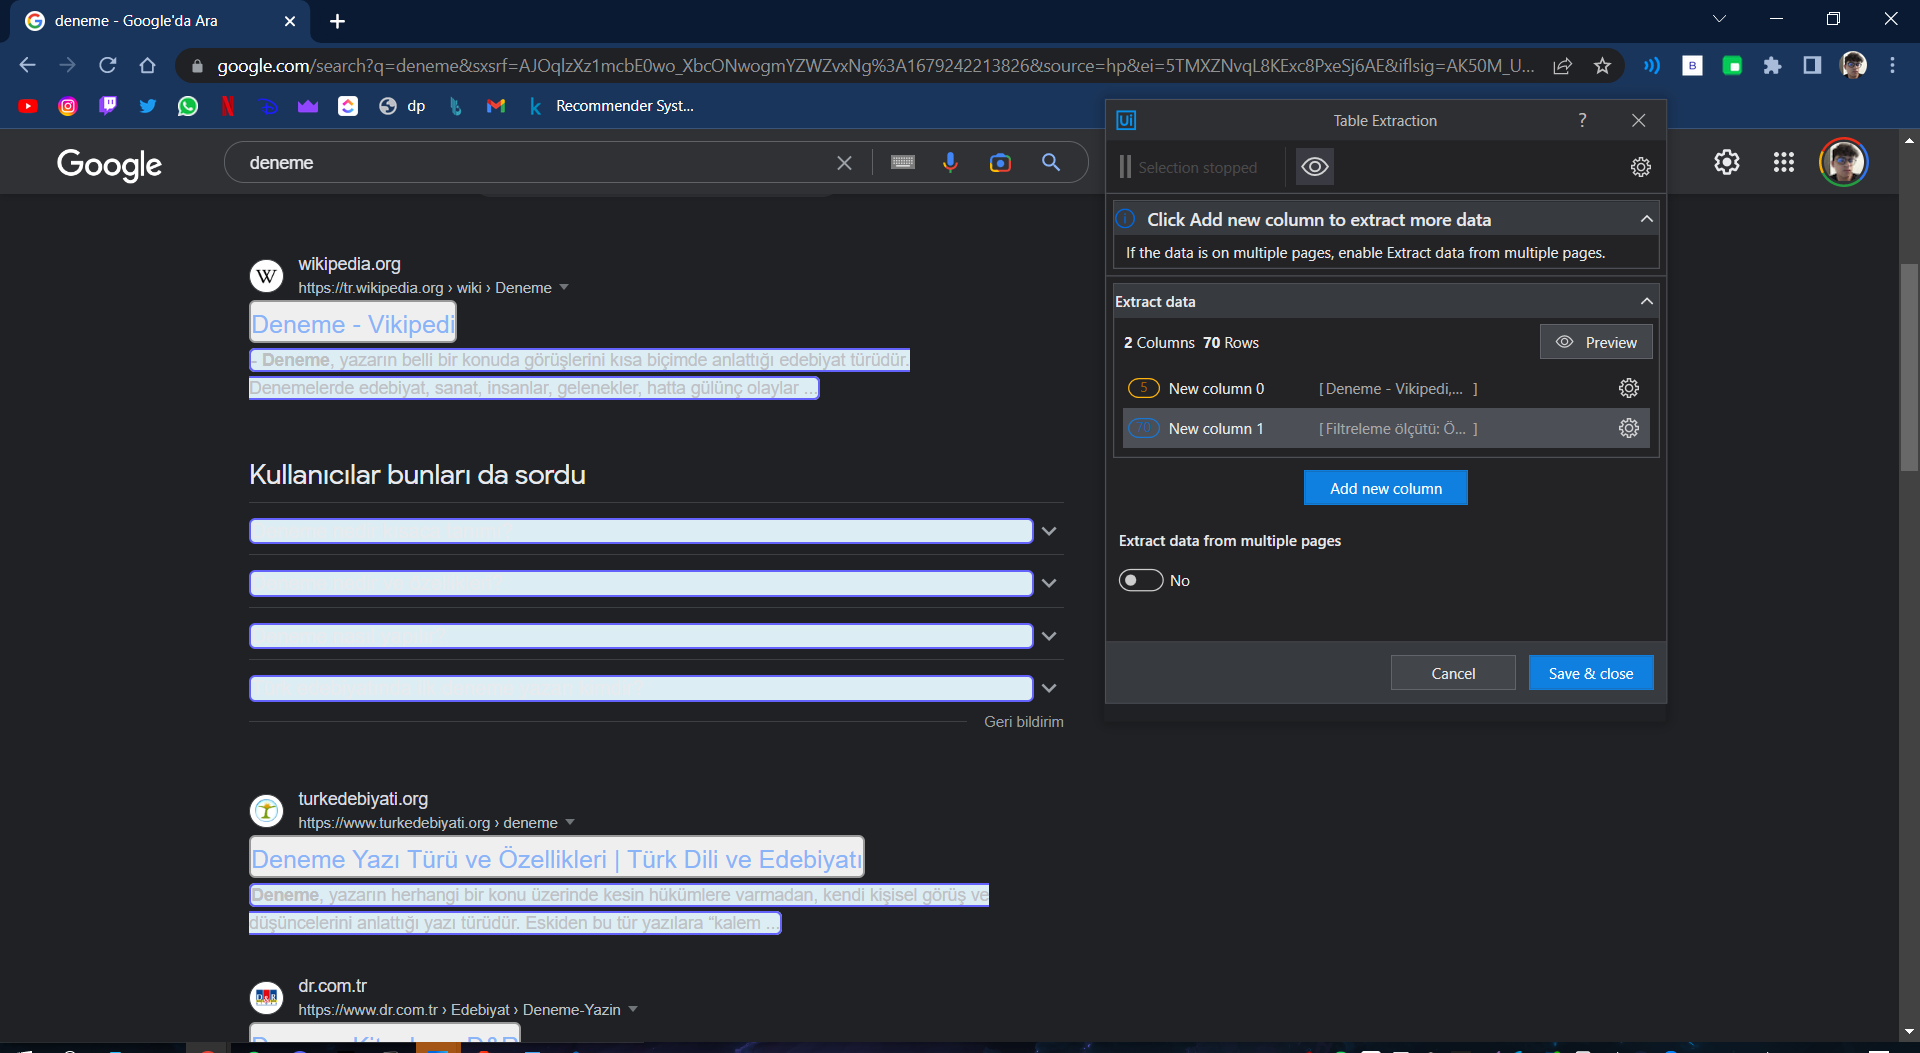 deneme - Google'da Ara
google.com/search?q=deneme&sxsrf=AJOqlzXz1mcbE0wo_XbcONwogmYZWZvxNg%3A1679242213826&source=hp&ei=5TMXZNvqL8KExc8PxeSj6AE&iflsig=AK50M_U...
dp
Recommender Syst...
Google
deneme
Ui Table Extraction ?
Selection stopped
Click Add new column to extract more data
If the data is on multiple pages, enable Extract data from multiple pages.
Extract data
2 Columns 70 Rows
Preview
5 New column 0 [ Deneme - Vikipedi,... ]
70 New column 1 [ Filtreleme ölçütü: Ö... ]
Add new column
Extract data from multiple pages
No
Cancel
Save & close
W
wikipedia.org
https://tr.wikipedia.org › wiki › Deneme
Deneme - Vikipedi
- Deneme, yazarın belli bir konuda görüşlerini kısa biçimde anlattığı edebiyat türüdür.
Denemelerde edebiyat, sanat, insanlar, gelenekler, hatta gülünç olaylar ...
Kullanıcılar bunları da sordu
Geri bildirim
turkedebiyati.org
https://www.turkedebiyati.org › deneme
Deneme Yazı Türü ve Özellikleri | Türk Dili ve Edebiyatı
Deneme, yazarın herhangi bir konu üzerinde kesin hükümlere varmadan, kendi kişisel görüş ve
düşüncelerini anlattığı yazı türüdür. Eskiden bu tür yazılara “kalem ...
D&R
dr.com.tr
https://www.dr.com.tr › Edebiyat › Deneme-Yazin